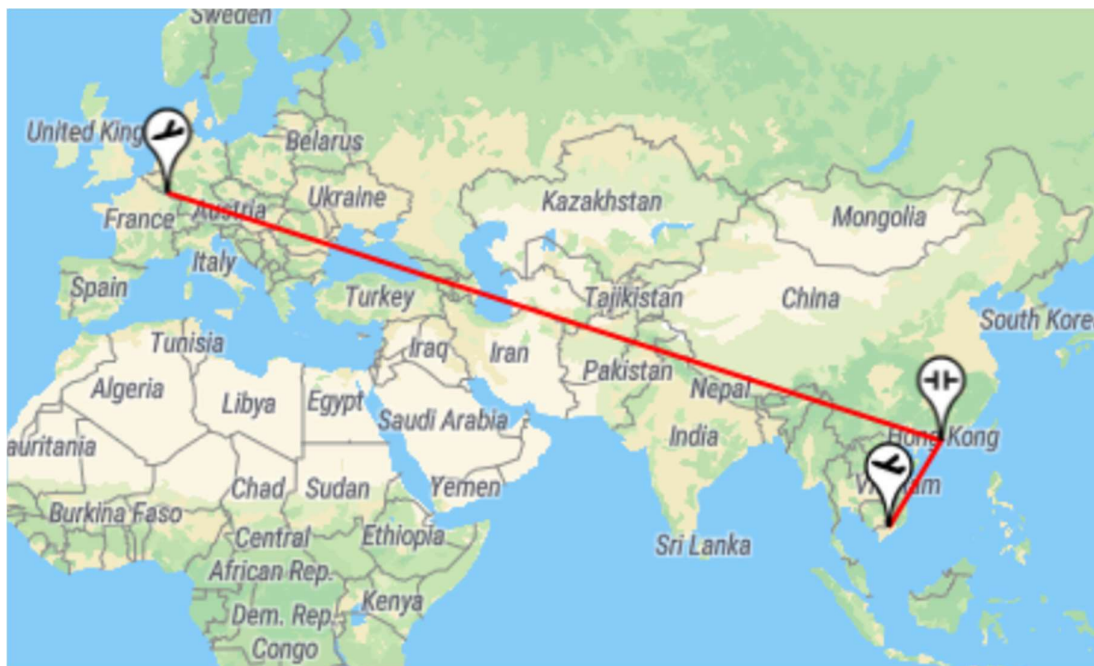 Sweden
United King
Belarus
Ukraine
Kazakhstan
Mongolia
France
Austria
Italy
Spain
Turkey
Tajikistan
China
South Kore
Tunisia
Iraq
Iran
Pakistan
Nepal
Algeria
Libya
Egypt
Saudi Arabia
India
Hong Kong
auritania
Chad
Sudan
Yemen
Burkina Faso
Central
African Rep.
Ethiopia
Sri Lanka
Kenya
Dem. Rep.
Congo